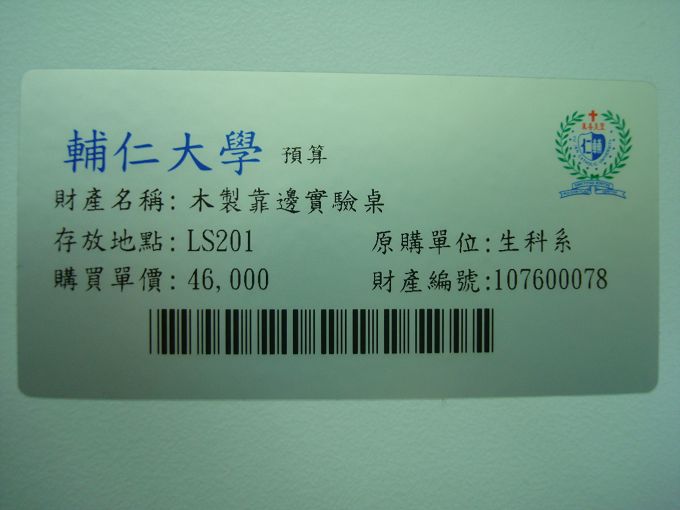 輔仁大學 預算
財產名稱: 木製靠邊實驗桌
存放地點: LS201 原購單位: 生科系
購買單價: 46,000 財產編號:107600078